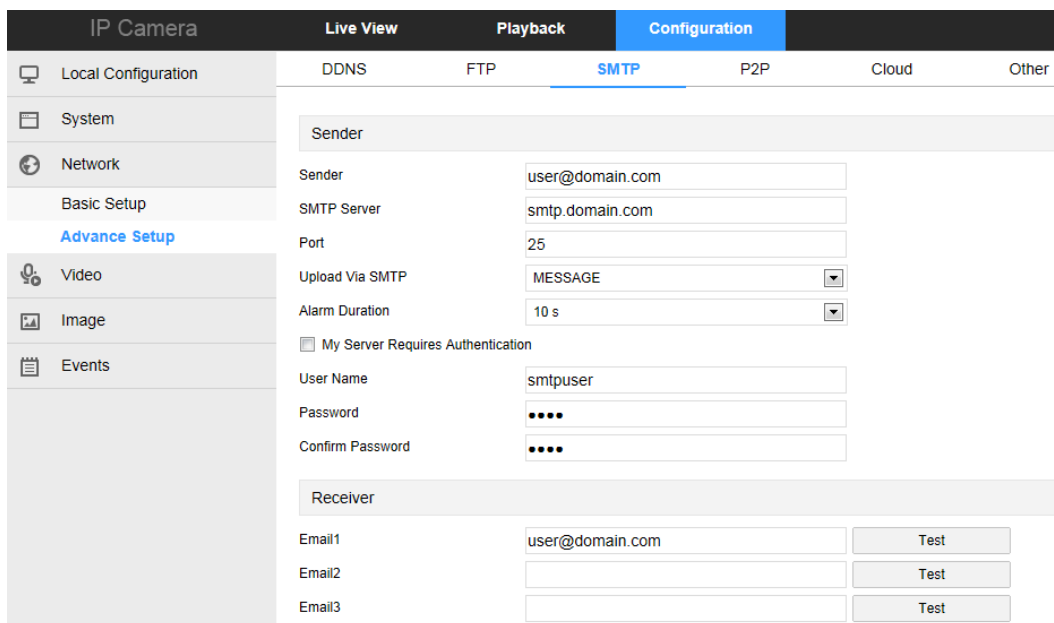 IP Camera Live View Playback Configuration
Local Configuration DDNS FTP SMTP P2P Cloud Other
System
Network
Basic Setup
Advance Setup
Video
Image
Events
Sender
Sender user@domain.com
SMTP Server smtp.domain.com
Port 25
Upload Via SMTP MESSAGE
Alarm Duration 10 s
My Server Requires Authentication
User Name smtpuser
Password ••••
Confirm Password ••••
Receiver
Email1 user@domain.com Test
Email2 Test
Email3 Test